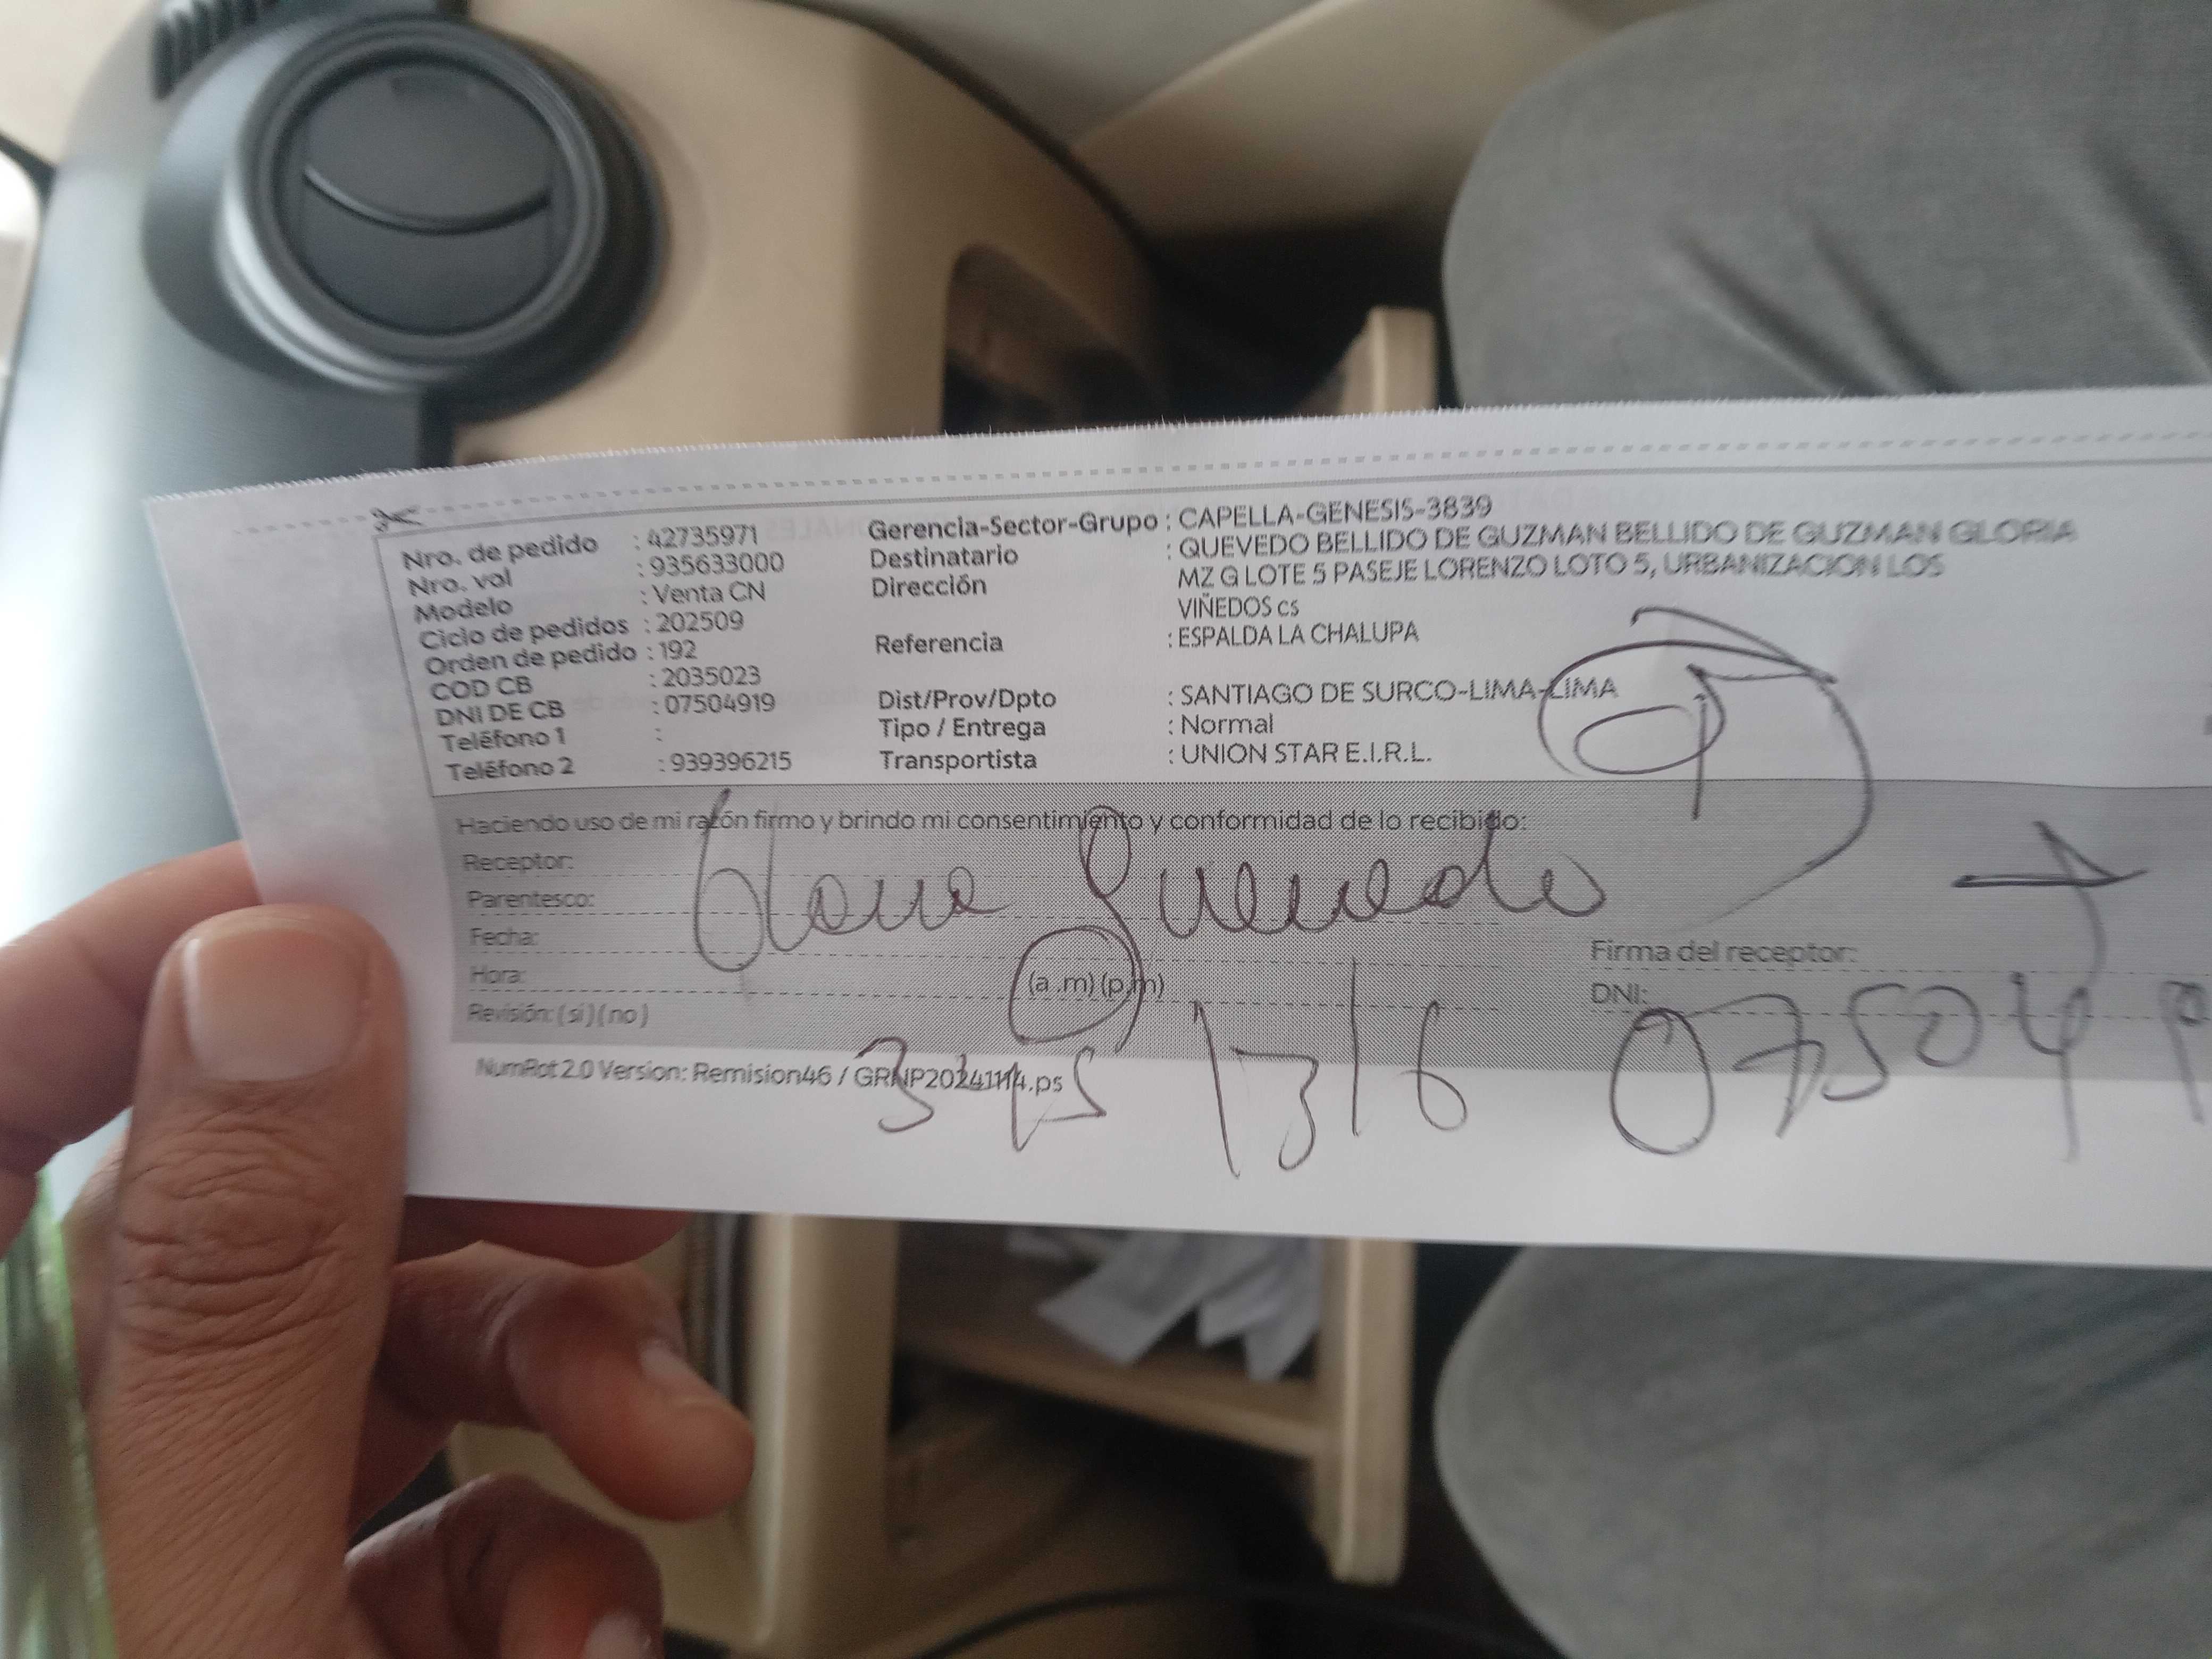 Nro. de pedido : 42735971
Nro. vol : 935633000
Modelo : Venta CN
Ciclo de pedidos : 202509
Orden de pedido : 192
COD CB : 2035023
DNI DE CB : 07504919
Teléfono 1 :
Teléfono 2 : 939396215
Gerencia-Sector-Grupo : CAPELLA-GENESIS-3839
Destinatario : QUEVEDO BELLIDO DE GUZMAN BELLIDO DE GUZMAN GLORIA
Dirección MZ G LOTE 5 PASEJE LORENZO LOTO 5, URBANIZACION LOS
VIÑEDOS cs
Referencia : ESPALDA LA CHALUPA
Dist/Prov/Dpto : SANTIAGO DE SURCO-LIMA-LIMA
Tipo / Entrega : Normal
Transportista : UNION STAR E.I.R.L.
Haciendo uso de mi razón firmo y brindo mi consentimiento y conformidad de lo recibido:
Receptor:
Parentesco: Quevedo
Fecha:
Hora: (a .m) (p.m)
Revisión: ( si ) ( no )
Firma del receptor:
DNI: 07504 9
NumRot 2.0 Version: Remision46 / GRNP20241114.ps